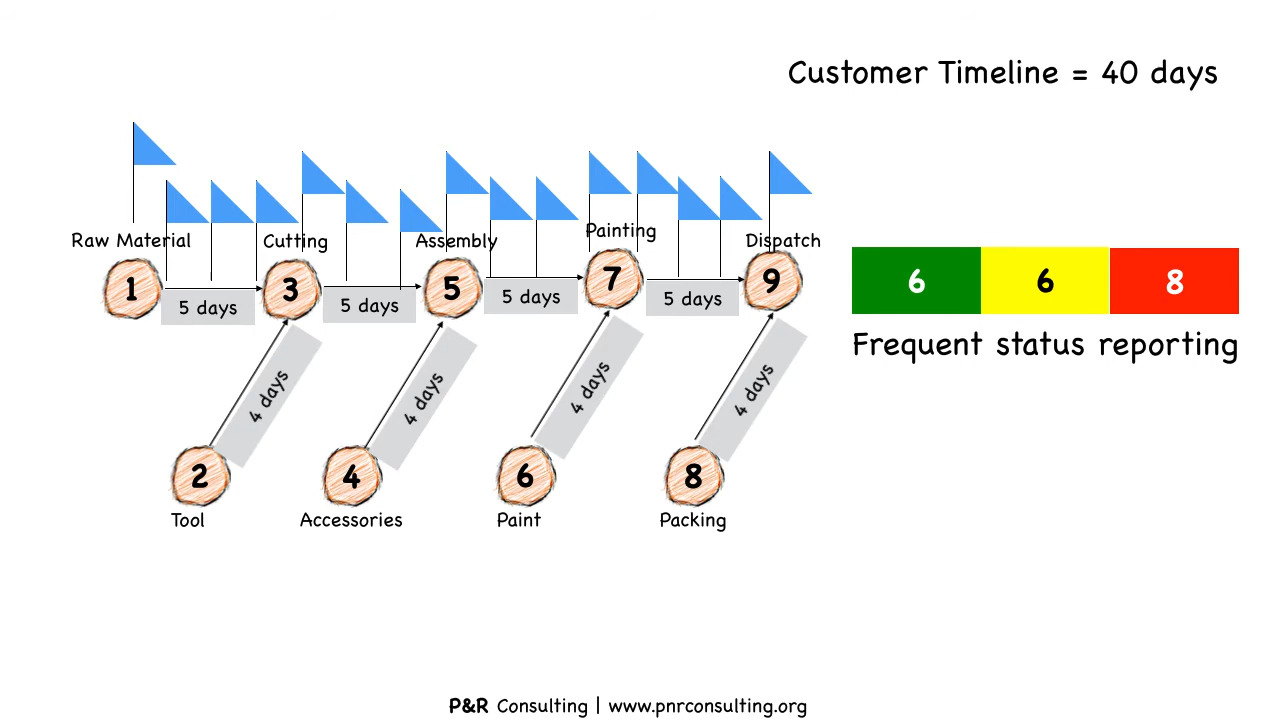 Customer Timeline = 40 days
Raw Material
Cutting
Assembly
Painting
Dispatch
1
3
5
7
9
5 days
5 days
5 days
5 days
6
6
8
Frequent status reporting
4 days
4 days
4 days
4 days
2
4
6
8
Tool
Accessories
Paint
Packing
P&R Consulting | www.pnrconsulting.org